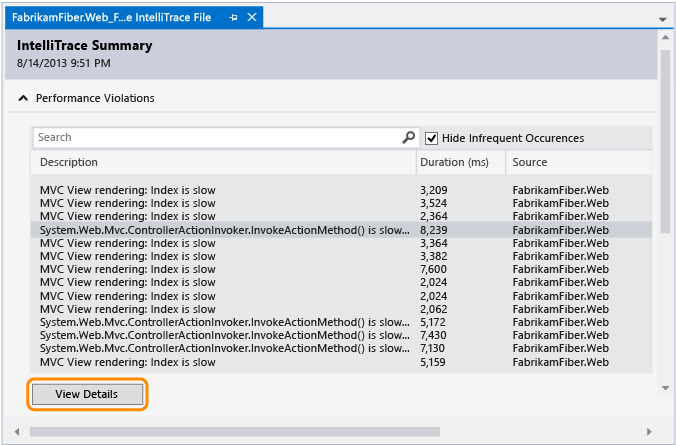 FabrikamFiber.Web_F...e IntelliTrace File
IntelliTrace Summary
8/14/2013 9:51 PM
Performance Violations
Search
Hide Infrequent Occurences
Description Duration (ms) Source
MVC View rendering: Index is slow 3,209 FabrikamFiber.Web
MVC View rendering: Index is slow 3,524 FabrikamFiber.Web
MVC View rendering: Index is slow 2,364 FabrikamFiber.Web
System.Web.Mvc.ControllerActionInvoker.InvokeActionMethod() is slow... 8,239 FabrikamFiber.Web
MVC View rendering: Index is slow 3,364 FabrikamFiber.Web
MVC View rendering: Index is slow 3,382 FabrikamFiber.Web
MVC View rendering: Index is slow 7,600 FabrikamFiber.Web
MVC View rendering: Index is slow 2,024 FabrikamFiber.Web
MVC View rendering: Index is slow 2,024 FabrikamFiber.Web
MVC View rendering: Index is slow 2,062 FabrikamFiber.Web
System.Web.Mvc.ControllerActionInvoker.InvokeActionMethod() is slow... 5,172 FabrikamFiber.Web
System.Web.Mvc.ControllerActionInvoker.InvokeActionMethod() is slow... 7,430 FabrikamFiber.Web
System.Web.Mvc.ControllerActionInvoker.InvokeActionMethod() is slow... 7,130 FabrikamFiber.Web
MVC View rendering: Index is slow 5,159 FabrikamFiber.Web
View Details